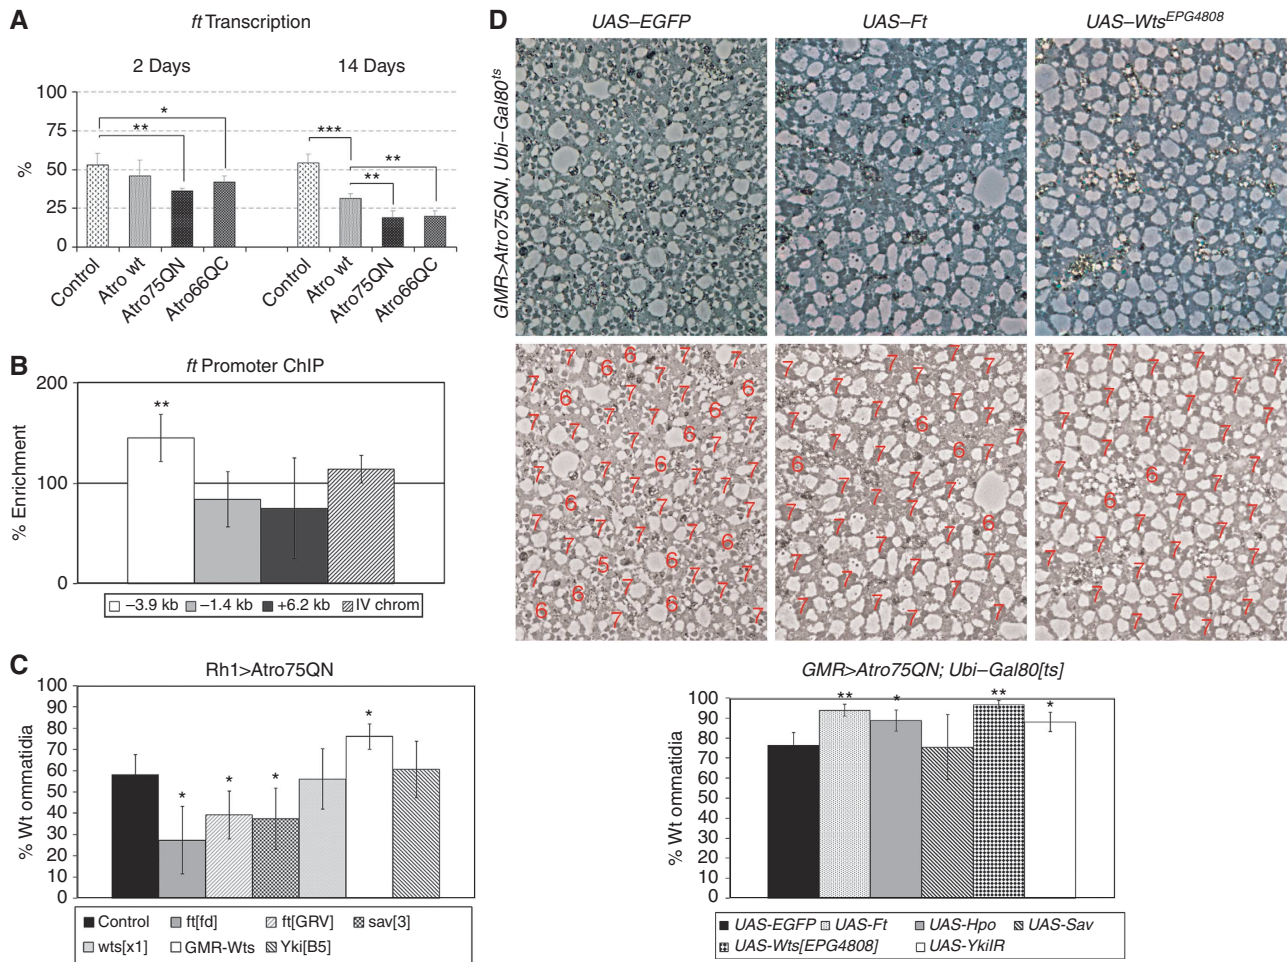 A
ft Transcription
2 Days
14 Days
100
75
50
25
0
%
*
**
***
**
**
Control
Atro wt
Atro75QN
Atro66QC
Control
Atro wt
Atro75QN
Atro66QC
B
ft Promoter ChIP
200
100
0
% Enrichment
**
−3.9 kb
−1.4 kb
+6.2 kb
IV chrom
C
Rh1>Atro75QN
100
90
80
70
60
50
40
30
20
10
0
% Wt ommatidia
*
*
*
*
Control
ft[fd]
ft[GRV]
sav[3]
wts[x1]
GMR-Wts
Yki[B5]
D
UAS–EGFP
UAS–Ft
UAS–Wts^EPG4808
GMR>Atro75QN, Ubi–Gal80^ts
GMR>Atro75QN; Ubi–Gal80[ts]
100
90
80
70
60
50
40
30
20
10
0
% Wt ommatidia
**
*
**
*
UAS-EGFP
UAS-Ft
UAS-Hpo
UAS-Sav
UAS-Wts[EPG4808]
UAS-YkiIR